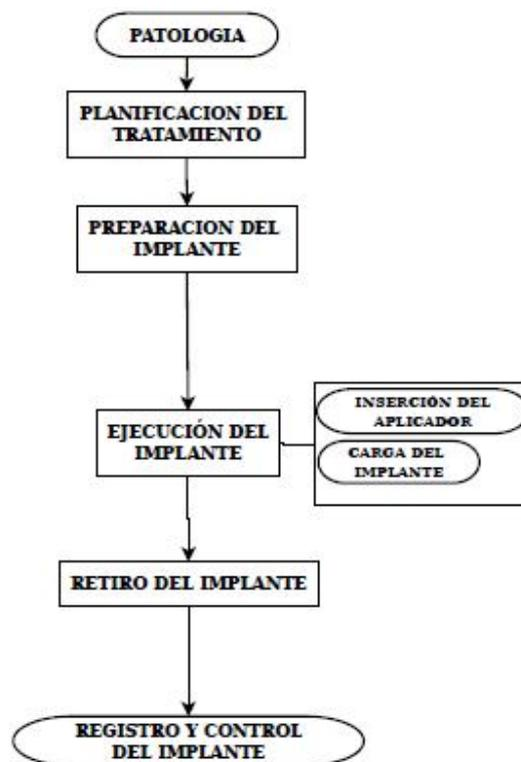 PATOLOGIA
PLANIFICACION DEL
TRATAMIENTO
PREPARACION DEL
IMPLANTE
EJECUCIÓN DEL
IMPLANTE
INSERCIÓN DEL
APLICADOR
CARGA DEL
IMPLANTE
RETIRO DEL IMPLANTE
REGISTRO Y CONTROL
DEL IMPLANTE